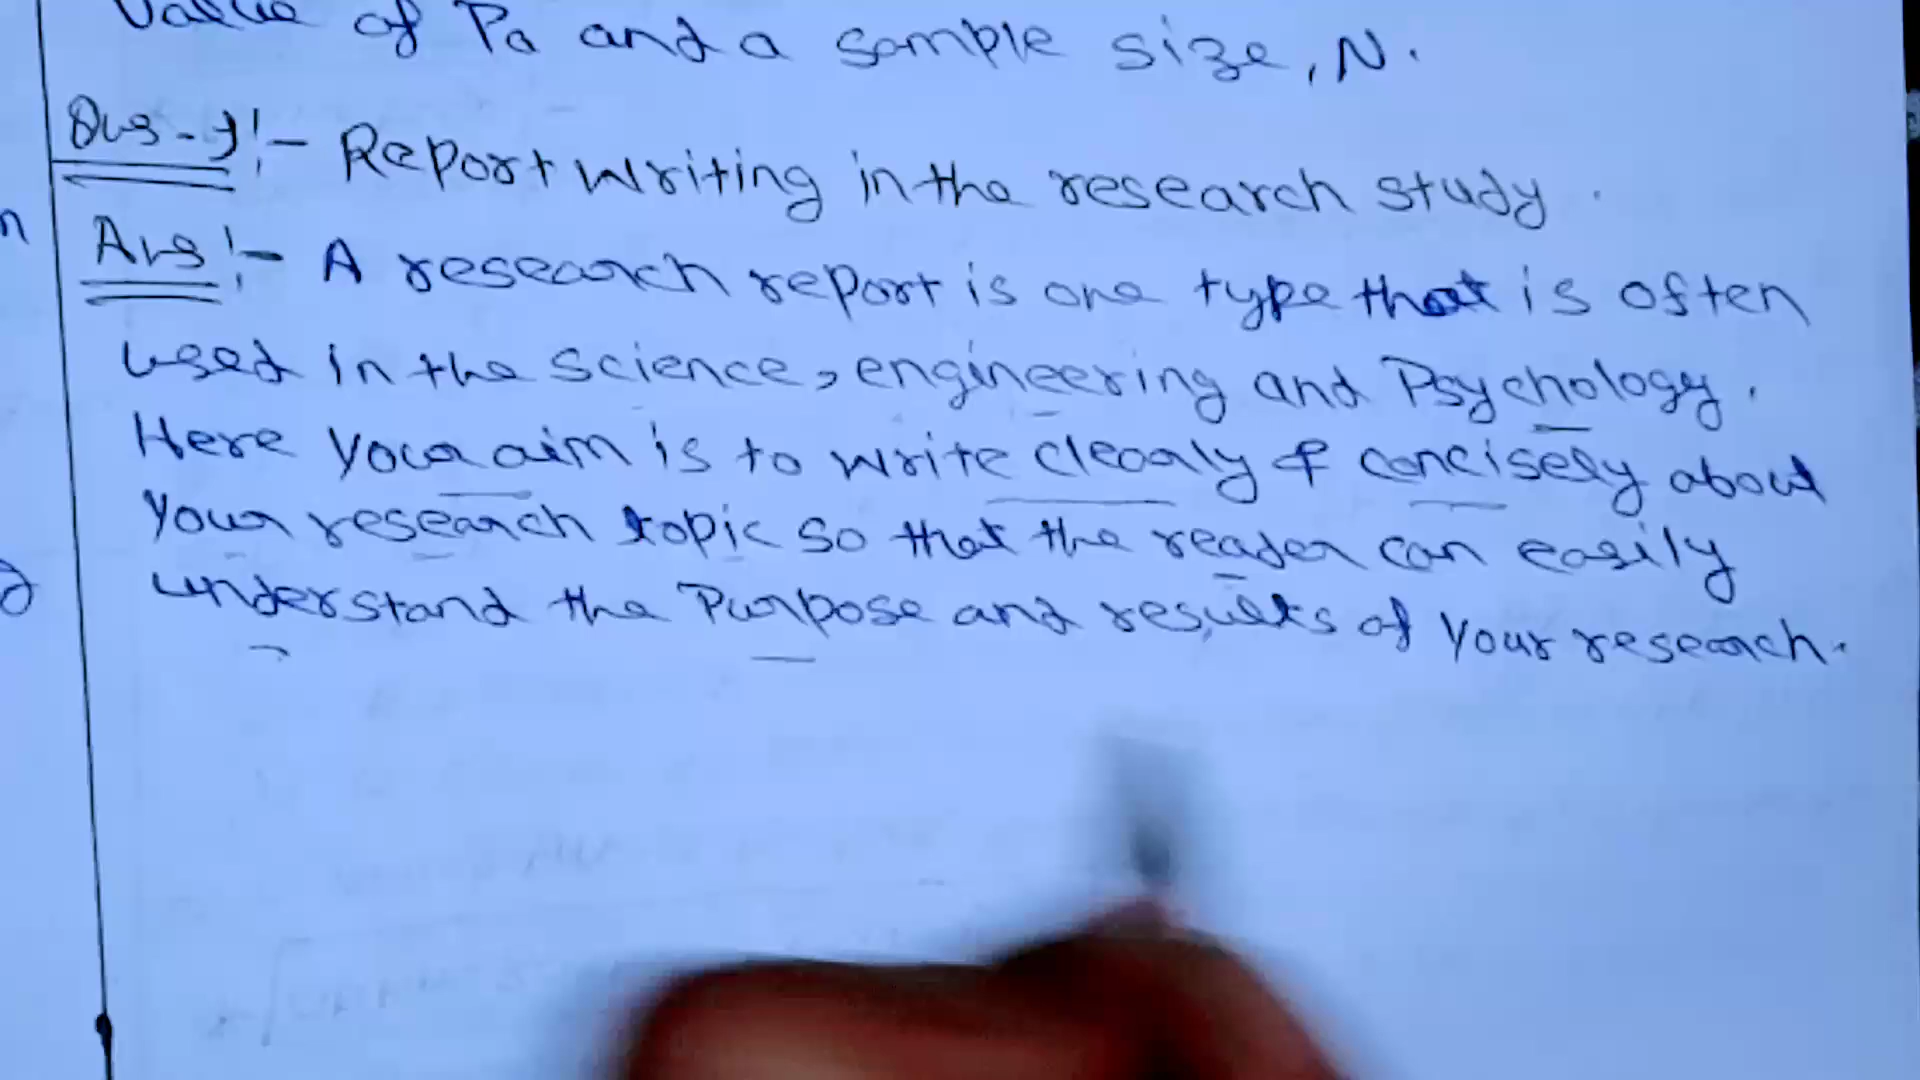 Value of Pa and a sample size, N.
Ques-7:- Report Writing in the research study.
n
Ans:- A research report is one type that is often
used in the science, engineering and Psychology.
Here your aim is to write clearly & concisely about
Your research topic so that the reader can easily
understand the Purpose and results of your research.